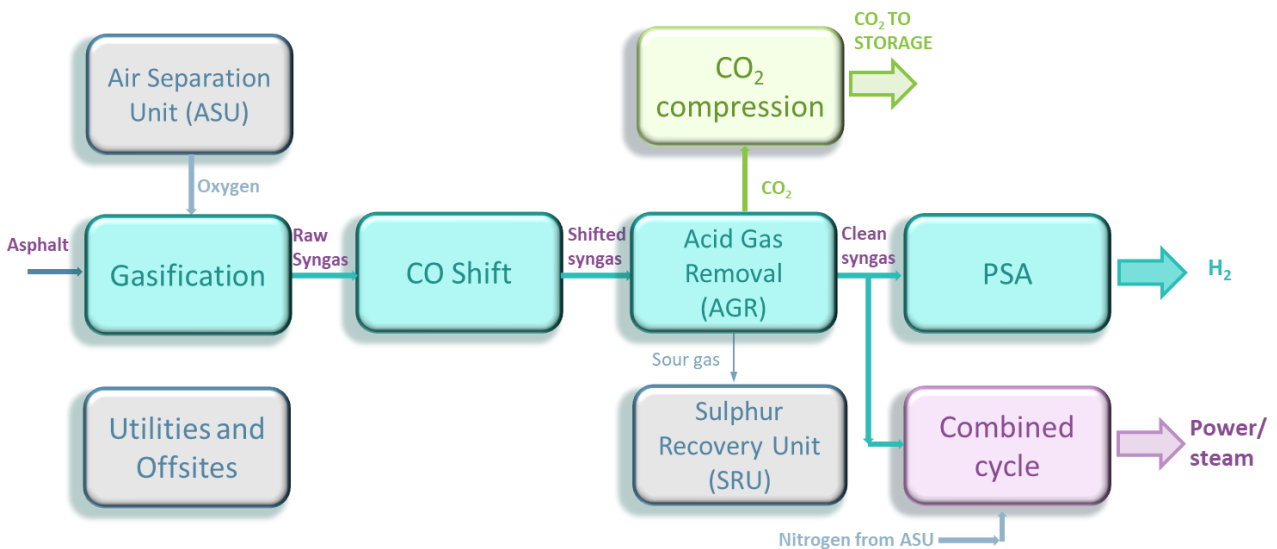 Air Separation
Unit (ASU)
CO₂
compression
CO₂ TO
STORAGE
Oxygen
CO₂
Asphalt
Gasification
Raw
Syngas
CO Shift
Shifted
syngas
Acid Gas
Removal
(AGR)
Clean
syngas
PSA
H₂
Sour gas
Utilities and
Offsites
Sulphur
Recovery Unit
(SRU)
Combined
cycle
Power/
steam
Nitrogen from ASU